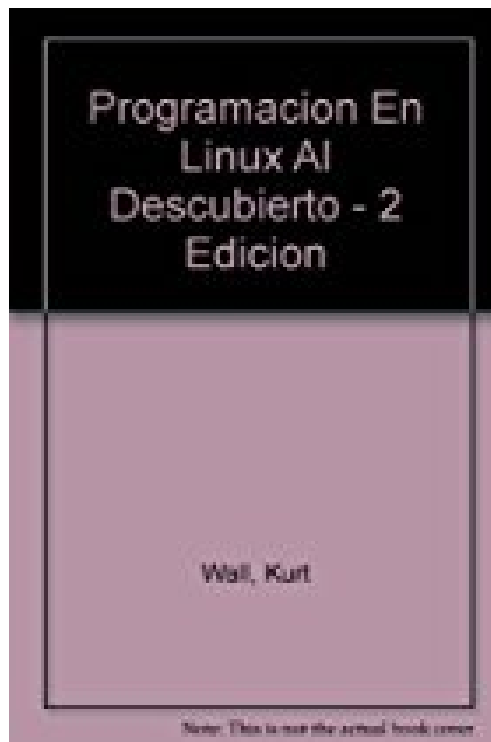 Programacion En
Linux Al
Descubierto - 2
Edicion
Wall, Kurt
Note: This is not the actual book cover